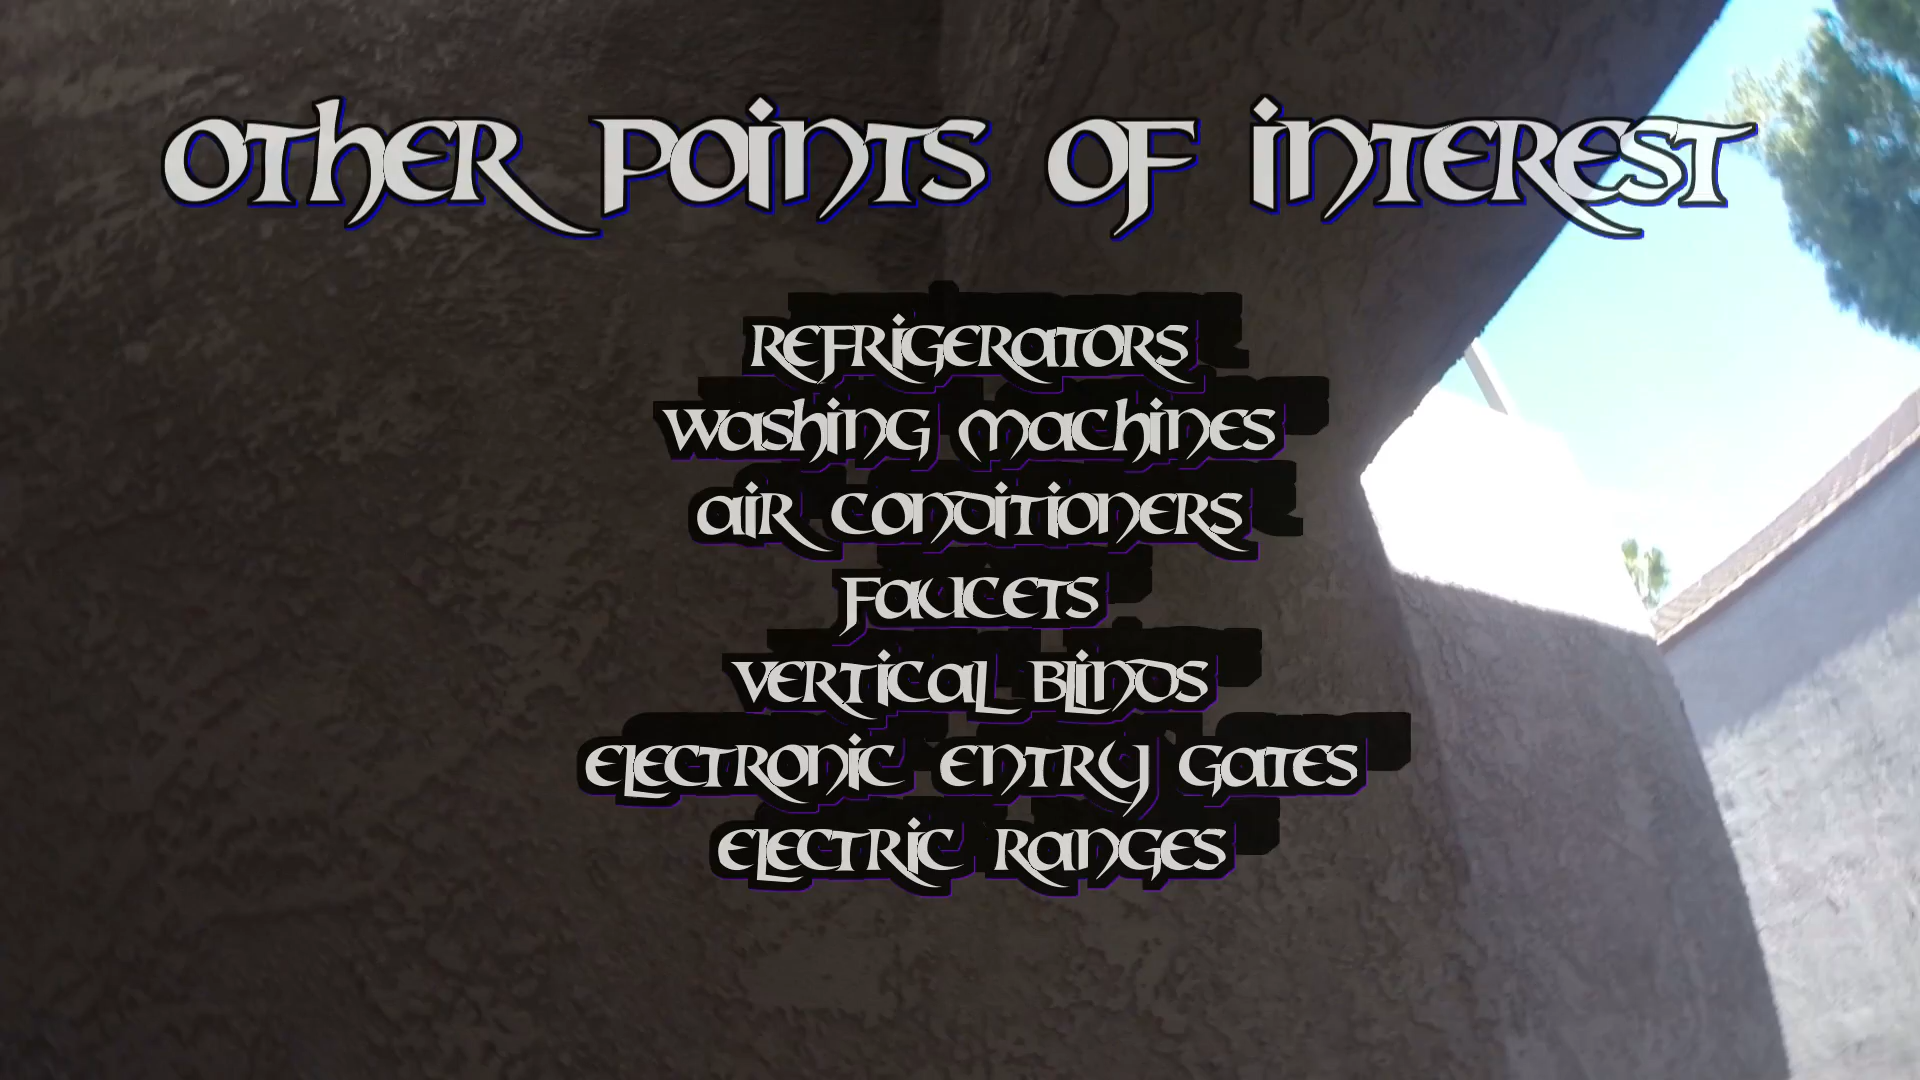 Other Points of Interest
Refrigerators
Washing Machines
Air Conditioners
Faucets
Vertical Blinds
Electronic Entry Gates
Electric Ranges